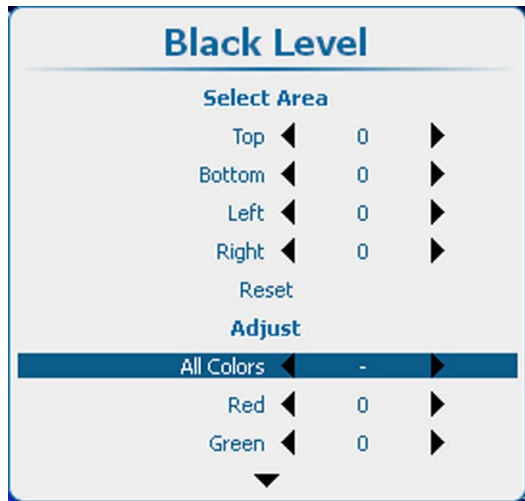 Black Level
Select Area
Top 0
Bottom 0
Left 0
Right 0
Reset
Adjust
All Colors -
Red 0
Green 0